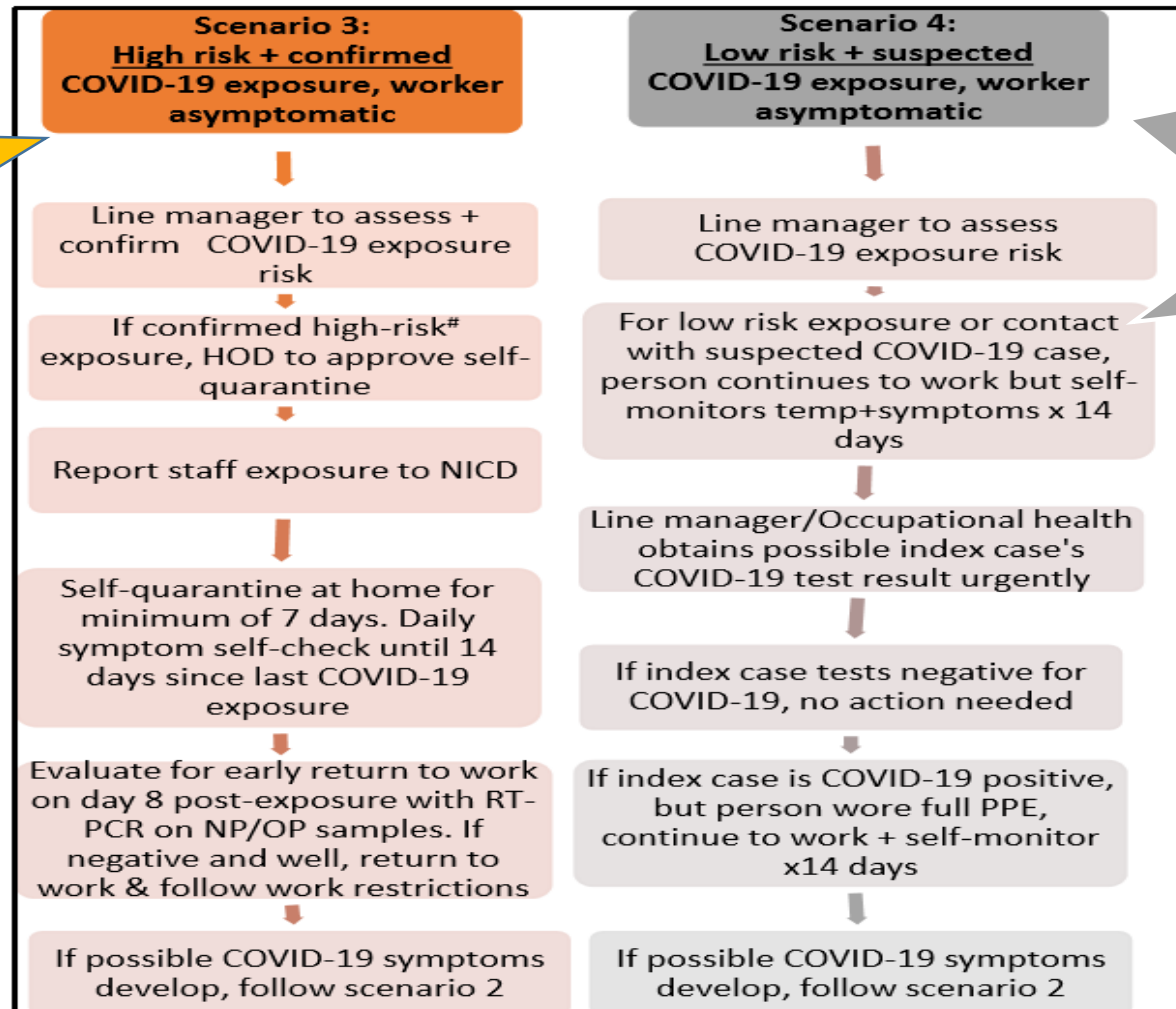 Scenario 3:
High risk + confirmed
COVID-19 exposure, worker
asymptomatic
Line manager to assess +
confirm COVID-19 exposure
risk
If confirmed high-risk#
exposure, HOD to approve self-
quarantine
Report staff exposure to NICD
Self-quarantine at home for
minimum of 7 days. Daily
symptom self-check until 14
days since last COVID-19
exposure
Evaluate for early return to work
on day 8 post-exposure with RT-
PCR on NP/OP samples. If
negative and well, return to
work & follow work restrictions
If possible COVID-19 symptoms
develop, follow scenario 2
Scenario 4:
Low risk + suspected
COVID-19 exposure, worker
asymptomatic
Line manager to assess
COVID-19 exposure risk
For low risk exposure or contact
with suspected COVID-19 case,
person continues to work but self-
monitors temp+symptoms x 14
days
Line manager/Occupational health
obtains possible index case's
COVID-19 test result urgently
If index case tests negative for
COVID-19, no action needed
If index case is COVID-19 positive,
but person wore full PPE,
continue to work + self-monitor
x14 days
If possible COVID-19 symptoms
develop, follow scenario 2